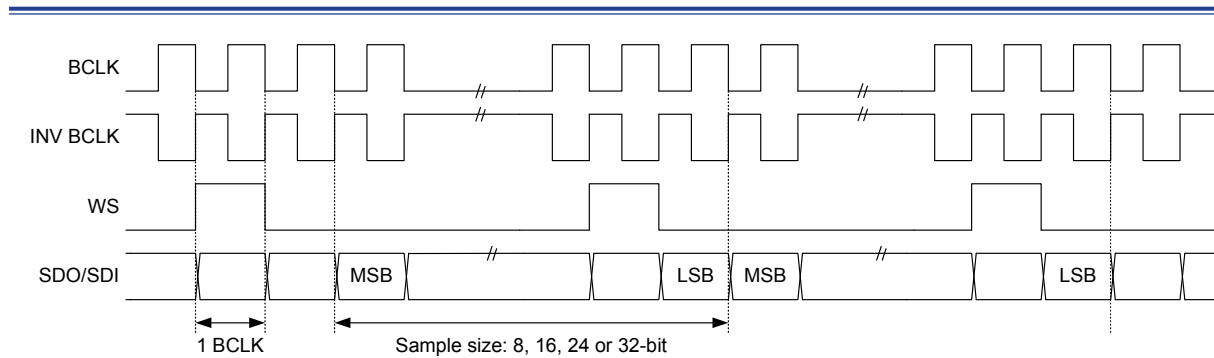 BCLK
//
//
INV BCLK
//
//
WS
//
//
SDO/SDI
MSB
LSB
MSB
LSB
1 BCLK
Sample size: 8, 16, 24 or 32-bit